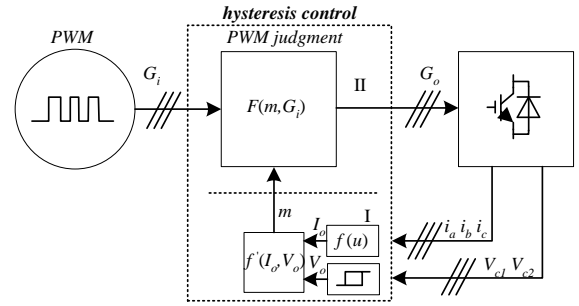 hysteresis control
PWM
PWM judgment
G_i
F(m,G_i)
II
G_o
m
I_o
I
f(u)
i_a i_b i_c
f'(I_o,V_o)
V_o
V_c1 V_c2